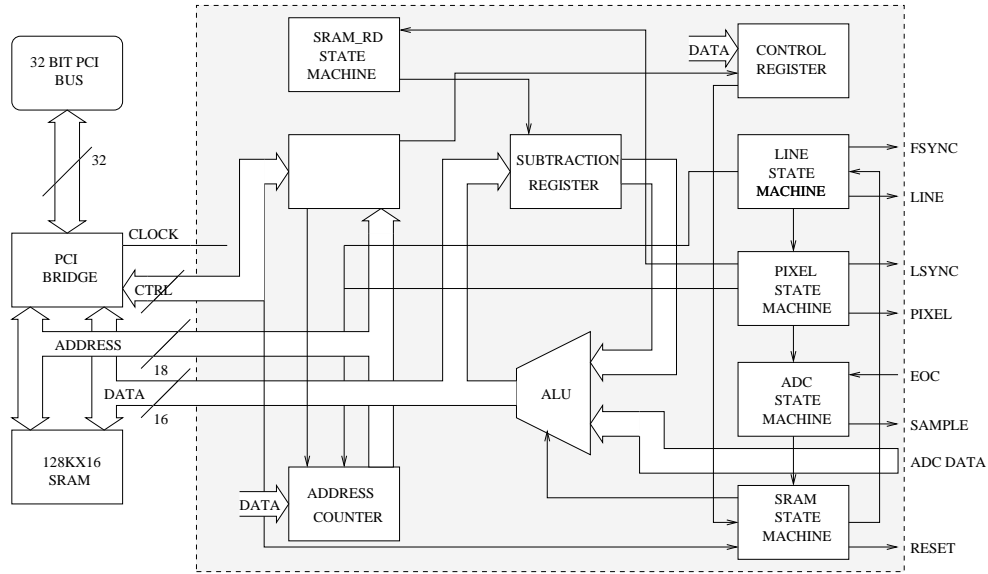 32 BIT PCI
BUS
32
PCI
BRIDGE
CLOCK
CTRL
ADDRESS
18
DATA
16
128KX16
SRAM
SRAM_RD
STATE
MACHINE
DATA
CONTROL
REGISTER
SUBTRACTION
REGISTER
LINE
STATE
MACHINE
FSYNC
LINE
PIXEL
STATE
MACHINE
LSYNC
PIXEL
ALU
ADC
STATE
MACHINE
EOC
SAMPLE
ADC DATA
DATA
ADDRESS
COUNTER
SRAM
STATE
MACHINE
RESET